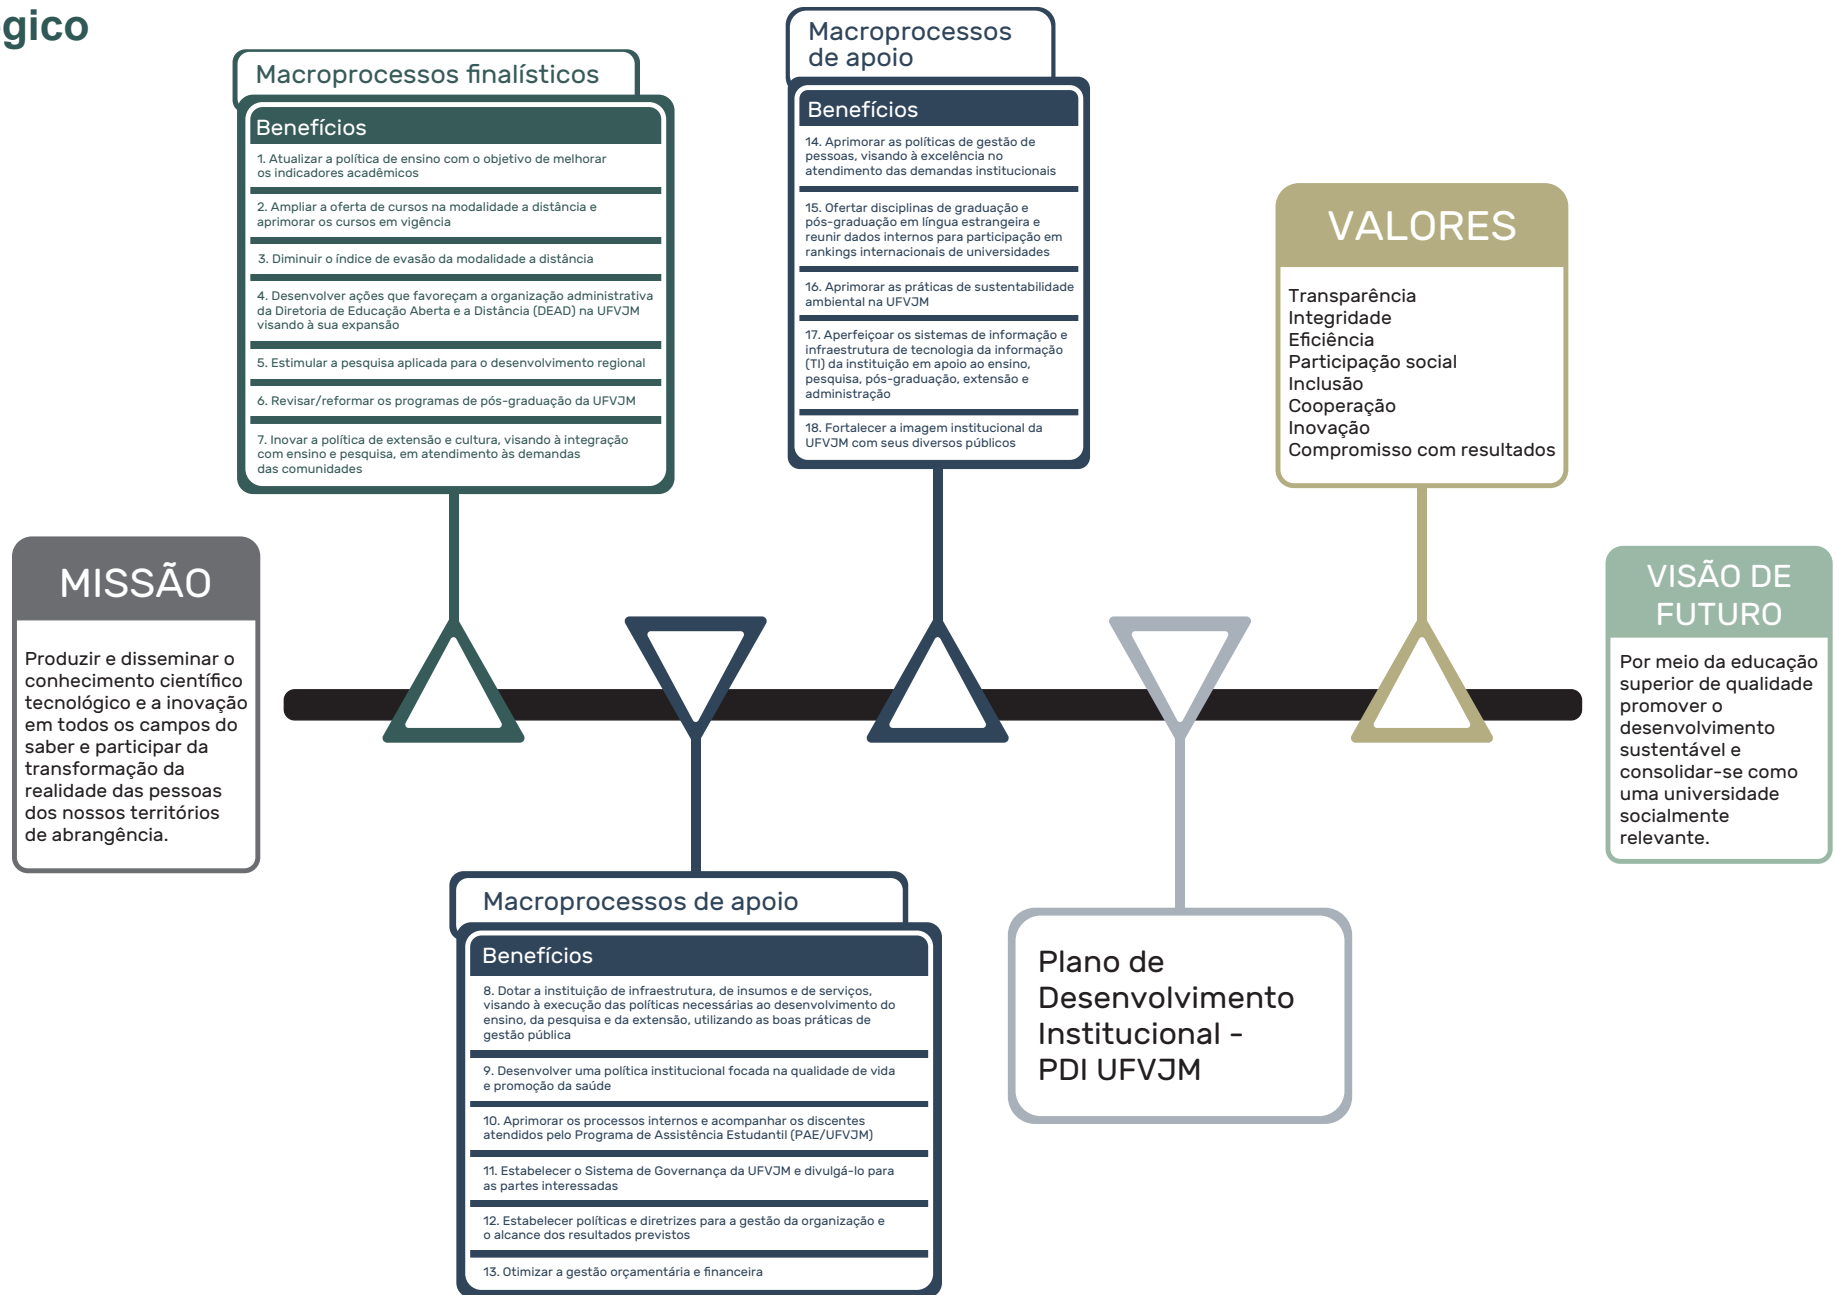 gico
Macroprocessos finalísticos
Benefícios
1. Atualizar a política de ensino com o objetivo de melhorar
os indicadores acadêmicos
2. Ampliar a oferta de cursos na modalidade a distância e
aprimorar os cursos em vigência
3. Diminuir o índice de evasão da modalidade a distância
4. Desenvolver ações que favoreçam a organização administrativa
da Diretoria de Educação Aberta e a Distância (DEAD) na UFVJM
visando à sua expansão
5. Estimular a pesquisa aplicada para o desenvolvimento regional
6. Revisar/reformar os programas de pós-graduação da UFVJM
7. Inovar a política de extensão e cultura, visando à integração
com ensino e pesquisa, em atendimento às demandas
das comunidades
Macroprocessos
de apoio
Benefícios
14. Aprimorar as políticas de gestão de
pessoas, visando à excelência no
atendimento das demandas institucionais
15. Ofertar disciplinas de graduação e
pós-graduação em língua estrangeira e
reunir dados internos para participação em
rankings internacionais de universidades
16. Aprimorar as práticas de sustentabilidade
ambiental na UFVJM
17. Aperfeiçoar os sistemas de informação e
infraestrutura de tecnologia da informação
(TI) da instituição em apoio ao ensino,
pesquisa, pós-graduação, extensão e
administração
18. Fortalecer a imagem institucional da
UFVJM com seus diversos públicos
VALORES
Transparência
Integridade
Eficiência
Participação social
Inclusão
Cooperação
Inovação
Compromisso com resultados
MISSÃO
Produzir e disseminar o
conhecimento científico
tecnológico e a inovação
em todos os campos do
saber e participar da
transformação da
realidade das pessoas
dos nossos territórios
de abrangência.
VISÃO DE
FUTURO
Por meio da educação
superior de qualidade
promover o
desenvolvimento
sustentável e
consolidar-se como
uma universidade
socialmente
relevante.
Macroprocessos de apoio
Benefícios
8. Dotar a instituição de infraestrutura, de insumos e de serviços,
visando à execução das políticas necessárias ao desenvolvimento do
ensino, da pesquisa e da extensão, utilizando as boas práticas de
gestão pública
9. Desenvolver uma política institucional focada na qualidade de vida
e promoção da saúde
10. Aprimorar os processos internos e acompanhar os discentes
atendidos pelo Programa de Assistência Estudantil (PAE/UFVJM)
11. Estabelecer o Sistema de Governança da UFVJM e divulgá-lo para
as partes interessadas
12. Estabelecer políticas e diretrizes para a gestão da organização e
o alcance dos resultados previstos
13. Otimizar a gestão orçamentária e financeira
Plano de
Desenvolvimento
Institucional -
PDI UFVJM